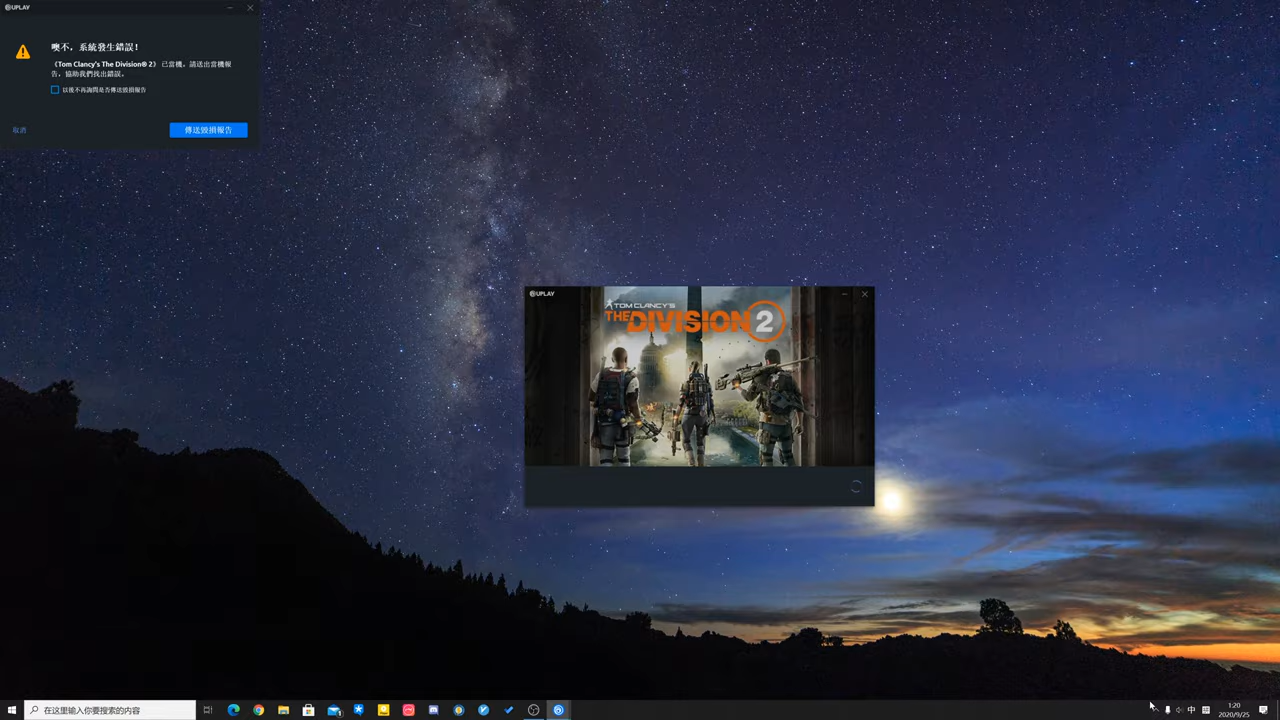 UPLAY
噢不，系統發生錯誤！
《Tom Clancy's The Division® 2》 已當機。請送出當機報
告，協助我們找出錯誤。
以後不再詢問是否傳送毀損報告
取消
傳送毀損報告
UPLAY
TOM CLANCY'S
THE DIVISION 2
在这里输入你要搜索的内容
中
1:20
2020/9/25